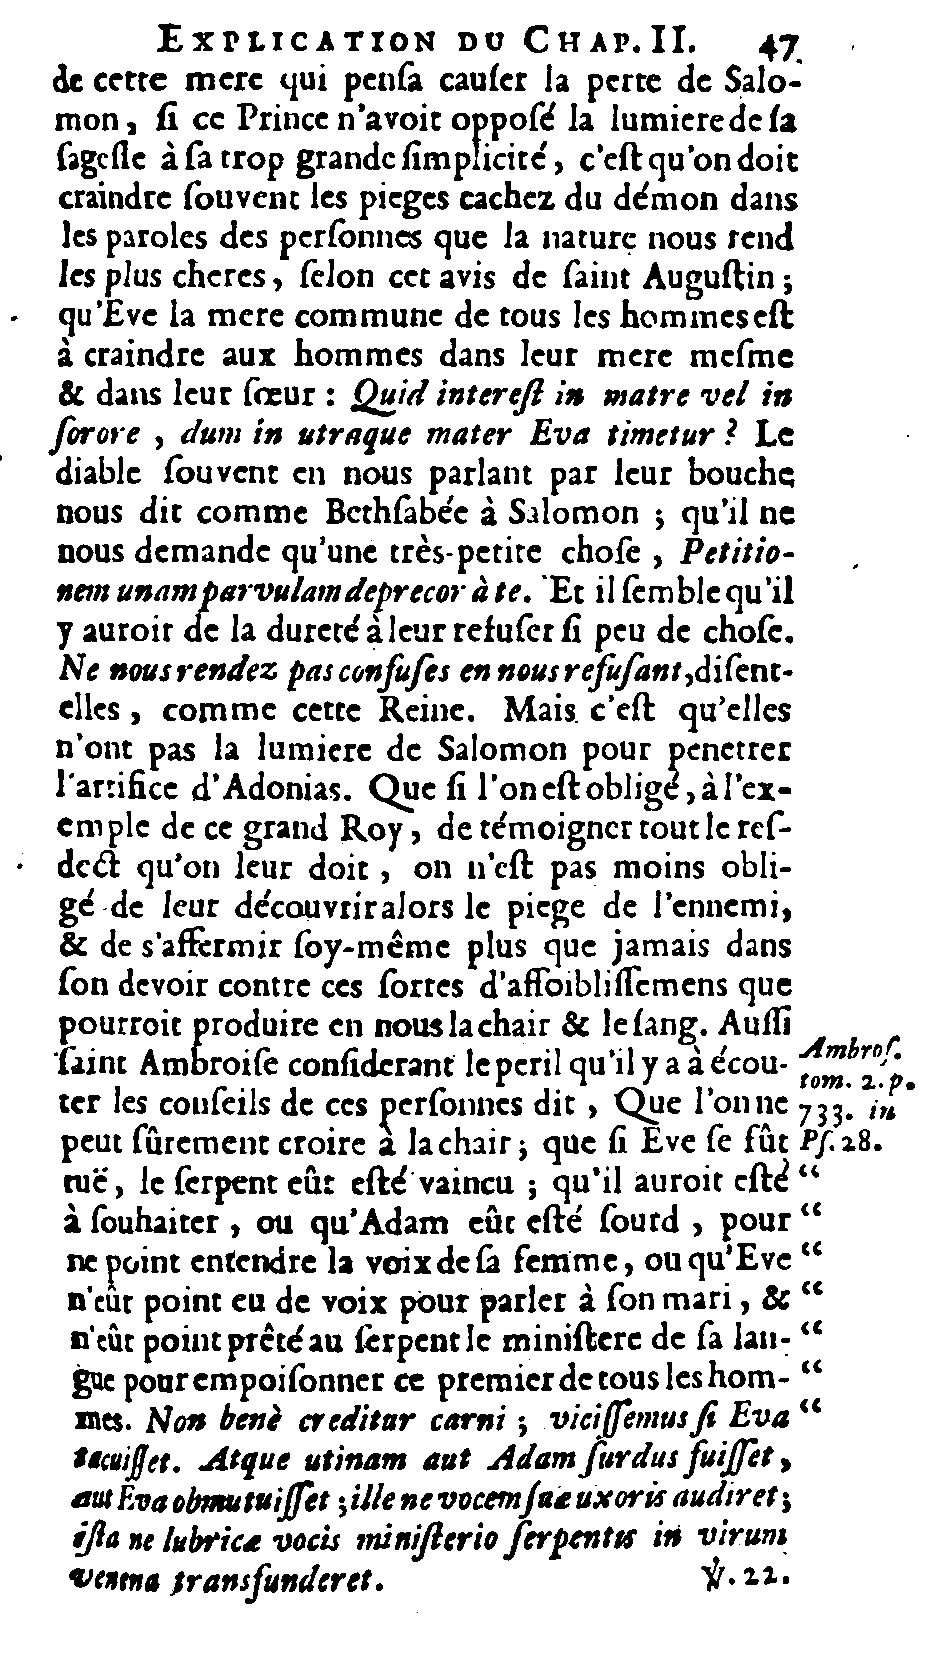 EXPLICATION DU CHAP. II. 47
de cette mere qui penſa cauſer la perte de Salo-
mon, ſi ce Prince n'avoit oppoſé la lumiere de ſa
ſageſſe à ſa trop grande ſimplicité, c'eſt qu'on doit
craindre ſouvent les pieges cachez du démon dans
les paroles des perſonnes que la nature nous rend
les plus cheres, ſelon cet avis de ſaint Auguſtin ;
qu'Eve la mere commune de tous les hommes eſt
à craindre aux hommes dans leur mere meſme
& dans leur ſœur : Quid intereſt in matre vel in
ſorore , dum in utraque mater Eva timetur ? Le
diable ſouvent en nous parlant par leur bouche
nous dit comme Bethſabée à Salomon ; qu'il ne
nous demande qu'une très-petite choſe , Petitio-
nem unam parvulam deprecor à te. Et il ſemble qu'il
y auroit de la dureté à leur refuſer ſi peu de choſe.
Ne nous rendez pas confuſes en nous refuſant, diſent-
elles , comme cette Reine. Mais c'eſt qu'elles
n'ont pas la lumiere de Salomon pour penetrer
l'artifice d'Adonias. Que ſi l'on eſt obligé, à l'ex-
emple de ce grand Roy, de témoigner tout le reſ-
dect qu'on leur doit , on n'eſt pas moins obli-
gé de leur découvrir alors le piege de l'ennemi,
& de s'affermir ſoy-même plus que jamais dans
ſon devoir contre ces ſortes d'affoibliſſemens que
pourroit produire en nous la chair & le ſang. Auſſi
ſaint Ambroiſe conſiderant le peril qu'il y a à écou- Ambroſ.
tom. 2. p.
ter les conſeils de ces perſonnes dit , Que l'on ne 733. in
peut ſûrement croire à la chair ; que ſi Eve ſe fût Pſ. 28.
tuë, le ſerpent eût eſté vaincu ; qu'il auroit eſté “
à ſouhaiter , ou qu'Adam eût eſté ſourd , pour “
ne point entendre la voix de ſa femme, ou qu'Eve “
n'eût point eu de voix pour parler à ſon mari , & “
n'eût point prêté au ſerpent le miniſtere de ſa lan- “
gue pour empoiſonner ce premier de tous les hom- “
mes. Non benè creditur carni ; viciſſemus ſi Eva “
tacuiſſet. Atque utinam aut Adam ſurdus fuiſſet ,
aut Eva obmutuiſſet ; ille ne vocem ſuæ uxoris audiret ;
iſta ne lubricæ vocis miniſterio ſerpentis in virum
venena transfunderet. ℣. 22.